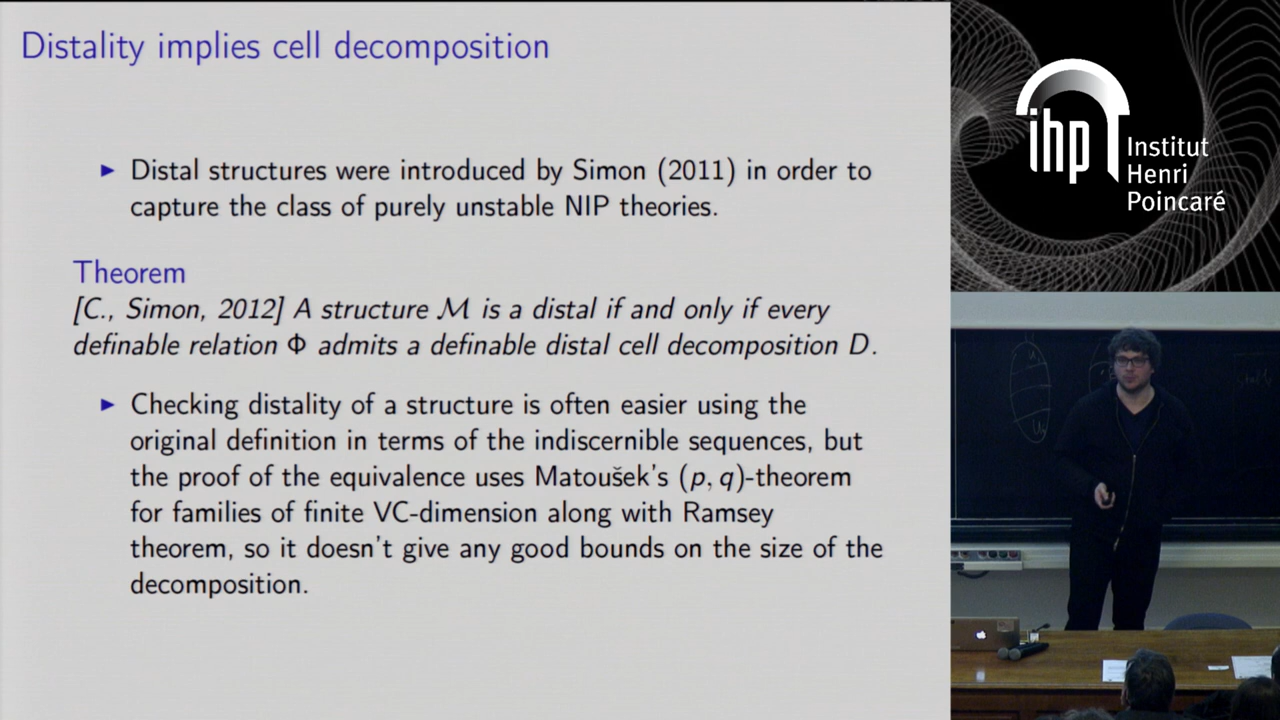 Distality implies cell decomposition
▶ Distal structures were introduced by Simon (2011) in order to
capture the class of purely unstable NIP theories.
Theorem
[C., Simon, 2012] A structure ℳ is a distal if and only if every
definable relation Φ admits a definable distal cell decomposition D.
▶ Checking distality of a structure is often easier using the
original definition in terms of the indiscernible sequences, but
the proof of the equivalence uses Matoušek's (p, q)-theorem
for families of finite VC-dimension along with Ramsey
theorem, so it doesn't give any good bounds on the size of the
decomposition.
ihp
Institut
Henri
Poincaré